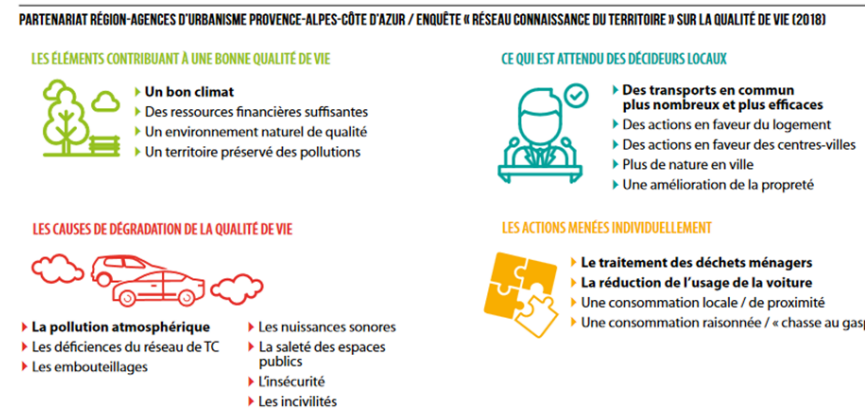 PARTENARIAT RÉGION-AGENCES D'URBANISME PROVENCE-ALPES-CÔTE D'AZUR / ENQUÊTE « RÉSEAU CONNAISSANCE DU TERRITOIRE » SUR LA QUALITÉ DE VIE (2018)
LES ÉLÉMENTS CONTRIBUANT À UNE BONNE QUALITÉ DE VIE
Un bon climat
Des ressources financières suffisantes
Un environnement naturel de qualité
Un territoire préservé des pollutions
CE QUI EST ATTENDU DES DÉCIDEURS LOCAUX
Des transports en commun
plus nombreux et plus efficaces
Des actions en faveur du logement
Des actions en faveur des centres-villes
Plus de nature en ville
Une amélioration de la propreté
LES CAUSES DE DÉGRADATION DE LA QUALITÉ DE VIE
La pollution atmosphérique
Les déficiences du réseau de TC
Les embouteillages
Les nuissances sonores
La saleté des espaces
publics
L'insécurité
Les incivilités
LES ACTIONS MENÉES INDIVIDUELLEMENT
Le traitement des déchets ménagers
La réduction de l'usage de la voiture
Une consommation locale / de proximité
Une consommation raisonnée / « chasse au